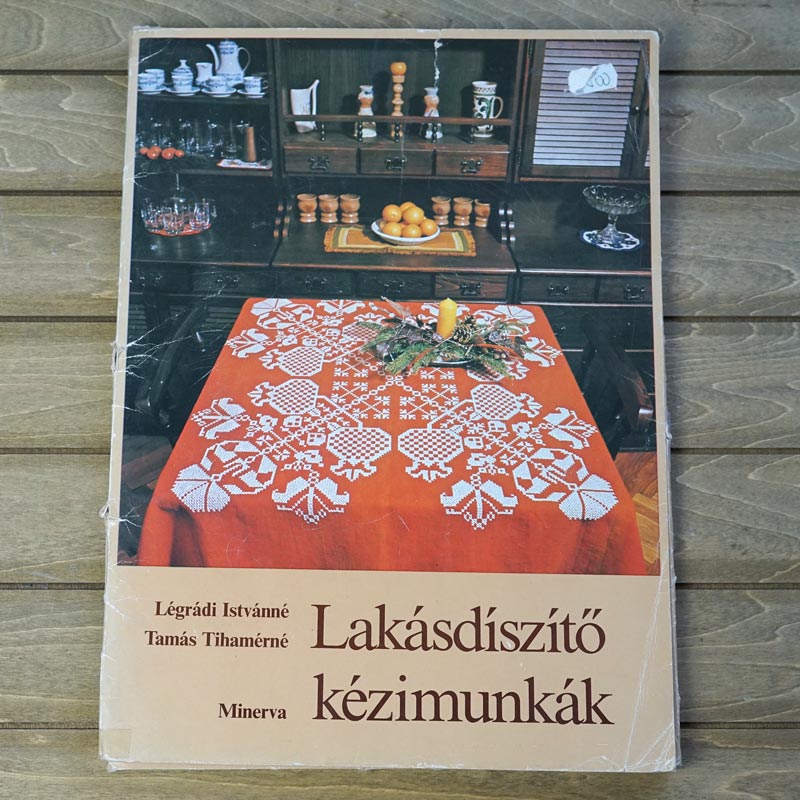 Légrádi Istvánné
Tamás Tihamérné
Lakásdíszítő
kézimunkák
Minerva